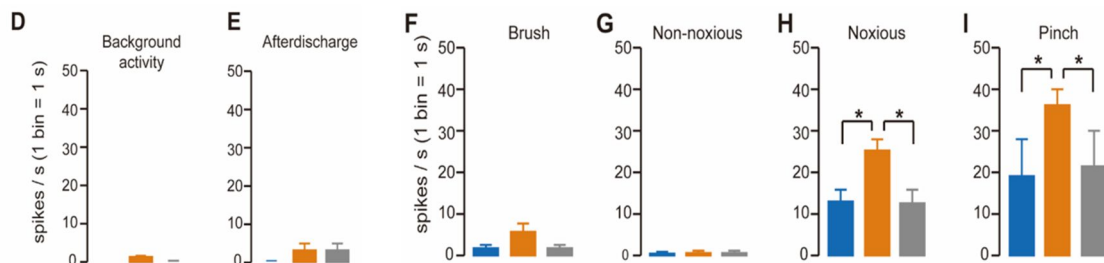 D
Background
activity
spikes / s (1 bin = 1 s)
50
40
30
20
10
0
E
Afterdischarge
50
40
30
20
10
0
F
Brush
spikes / s (1 bin = 1 s)
50
40
30
20
10
0
G
Non-noxious
50
40
30
20
10
0
H
Noxious
50
40
30
20
10
0
* *
I
Pinch
50
40
30
20
10
0
* *